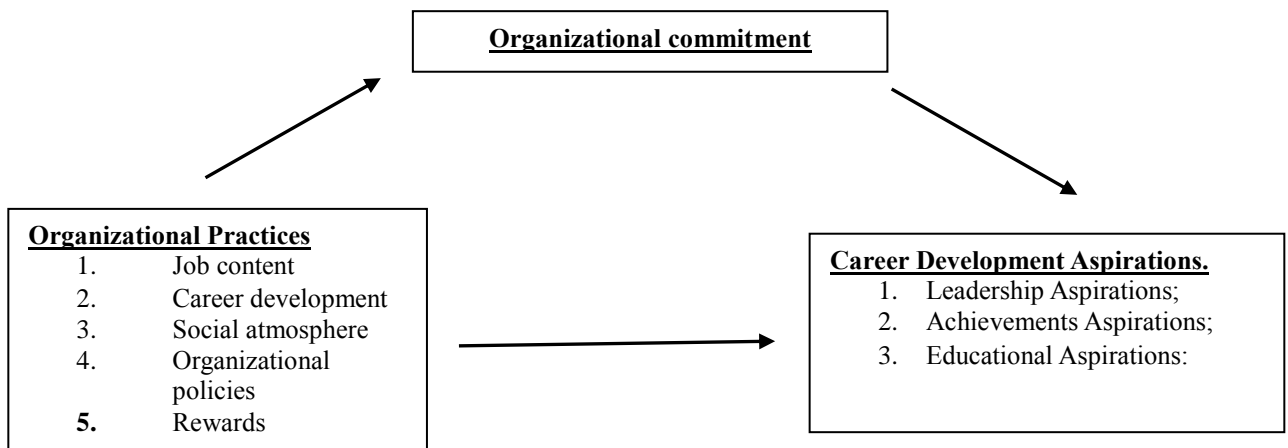 Organizational commitment
Organizational Practices
1. Job content
2. Career development
3. Social atmosphere
4. Organizational
policies
5. Rewards
Career Development Aspirations.
1. Leadership Aspirations;
2. Achievements Aspirations;
3. Educational Aspirations: